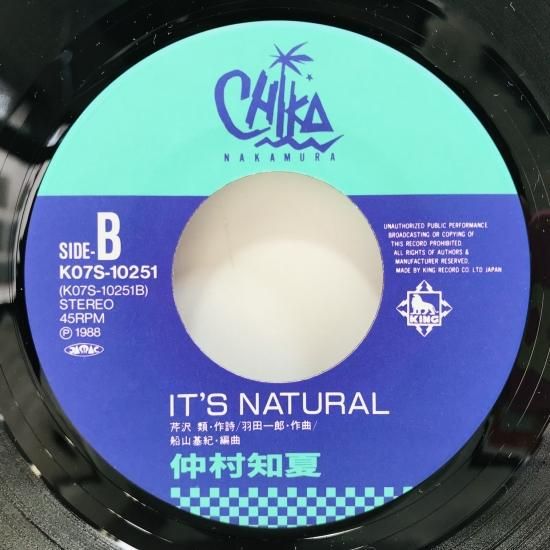 CHIKA
NAKAMURA
SIDE-B
K07S-10251
(K07S-10251B)
STEREO
45RPM
Ⓟ 1988
JASRAC
UNAUTHORIZED PUBLIC PERFORMANCE
BROADCASTING OR COPYING OF
THIS RECORD PROHIBITED
ALL RIGHTS OF AUTHORS &
MANUFACTURER RESERVED.
MADE BY KING RECORD CO LTD JAPAN
KING
IT'S NATURAL
芹沢 類・作詩/羽田一郎・作曲/
船山基紀・編曲
仲村知夏